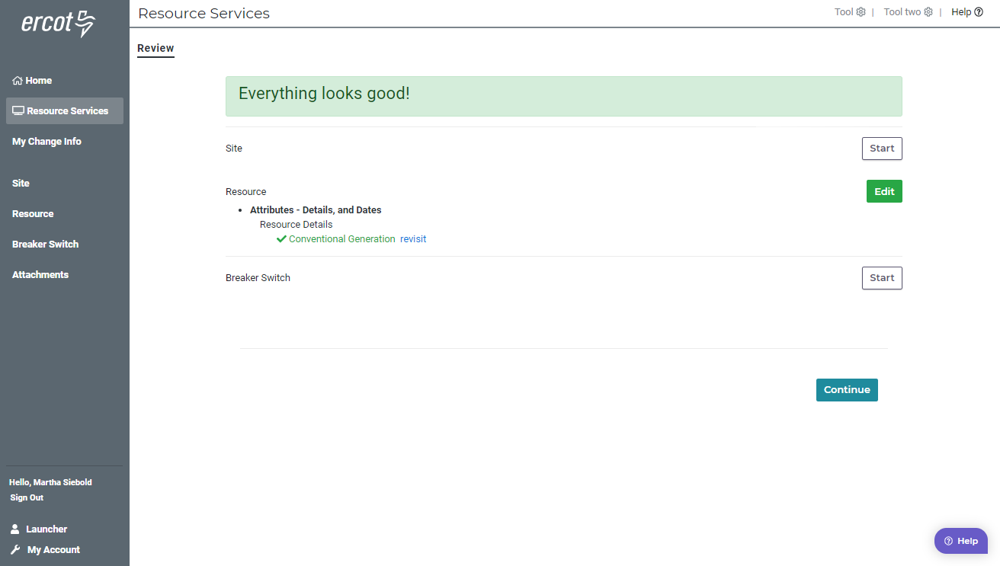 ercot
Resource Services
Tool | Tool two | Help
Home
Resource Services
My Change Info
Site
Resource
Breaker Switch
Attachments
Hello, Martha Siebold
Sign Out
Launcher
My Account
Review
Everything looks good!
Site Start
Resource Edit
• Attributes - Details, and Dates
Resource Details
Conventional Generation revisit
Breaker Switch Start
Continue
Help